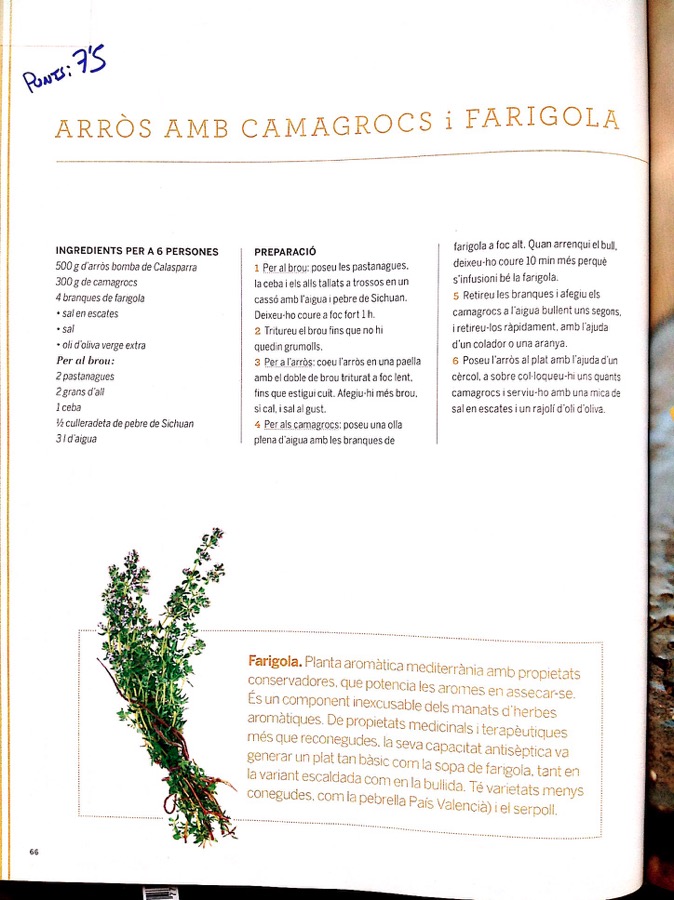 Punts: 7'5
ARRÒS AMB CAMAGROCS i FARIGOLA
INGREDIENTS PER A 6 PERSONES
500 g d'arròs bomba de Calasparra
300 g de camagrocs
4 branques de farigola
• sal en escates
• sal
• oli d'oliva verge extra
Per al brou:
2 pastanagues
2 grans d'all
1 ceba
½ culleradeta de pebre de Sichuan
3 l d'aigua
PREPARACIÓ
1 Per al brou: poseu les pastanagues,
la ceba i els alls tallats a trossos en un
cassó amb l'aigua i pebre de Sichuan.
Deixeu-ho coure a foc fort 1 h.
2 Tritureu el brou fins que no hi
quedin grumolls.
3 Per a l'arròs: coeu l'arròs en una paella
amb el doble de brou triturat a foc lent,
fins que estigui cuit. Afegiu-hi més brou,
si cal, i sal al gust.
4 Per als camagrocs: poseu una olla
plena d'aigua amb les branques de
farigola a foc alt. Quan arrenqui el bull,
deixeu-ho coure 10 min més perquè
s'infusioni bé la farigola.
5 Retireu les branques i afegiu els
camagrocs a l'aigua bullent uns segons,
i retireu-los ràpidament, amb l'ajuda
d'un colador o una aranya.
6 Poseu l'arròs al plat amb l'ajuda d'un
cèrcol, a sobre col·loqueu-hi uns quants
camagrocs i serviu-ho amb una mica de
sal en escates i un rajolí d'oli d'oliva.
Farigola. Planta aromàtica mediterrània amb propietats
conservadores, que potencia les aromes en assecar-se.
És un component inexcusable dels manats d'herbes
aromàtiques. De propietats medicinals i terapèutiques
més que reconegudes, la seva capacitat antisèptica va
generar un plat tan bàsic com la sopa de farigola, tant en
la variant escaldada com en la bullida. Té varietats menys
conegudes, com la pebrella País Valencià) i el serpoll.
66